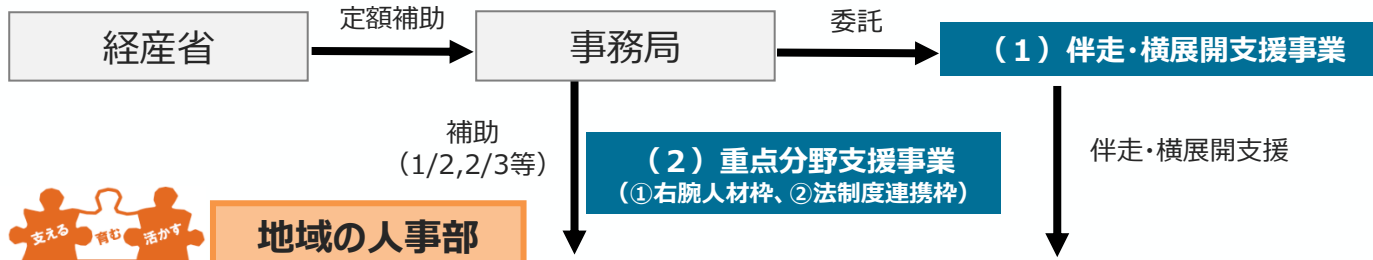 経産省
定額補助
事務局
委託
（1）伴走・横展開支援事業
補助
（1/2,2/3等）
（2）重点分野支援事業
（①右腕人材枠、②法制度連携枠）
伴走・横展開支援
支える
育む
活かす
地域の人事部